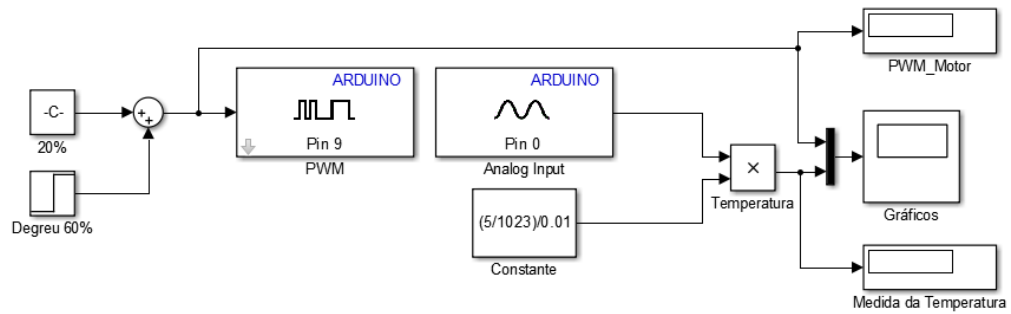 PWM_Motor
-C-
20%
Degreu 60%
+
+
ARDUINO
Pin 9
PWM
ARDUINO
Pin 0
Analog Input
(5/1023)/0.01
Constante
×
Temperatura
Gráficos
Medida da Temperatura